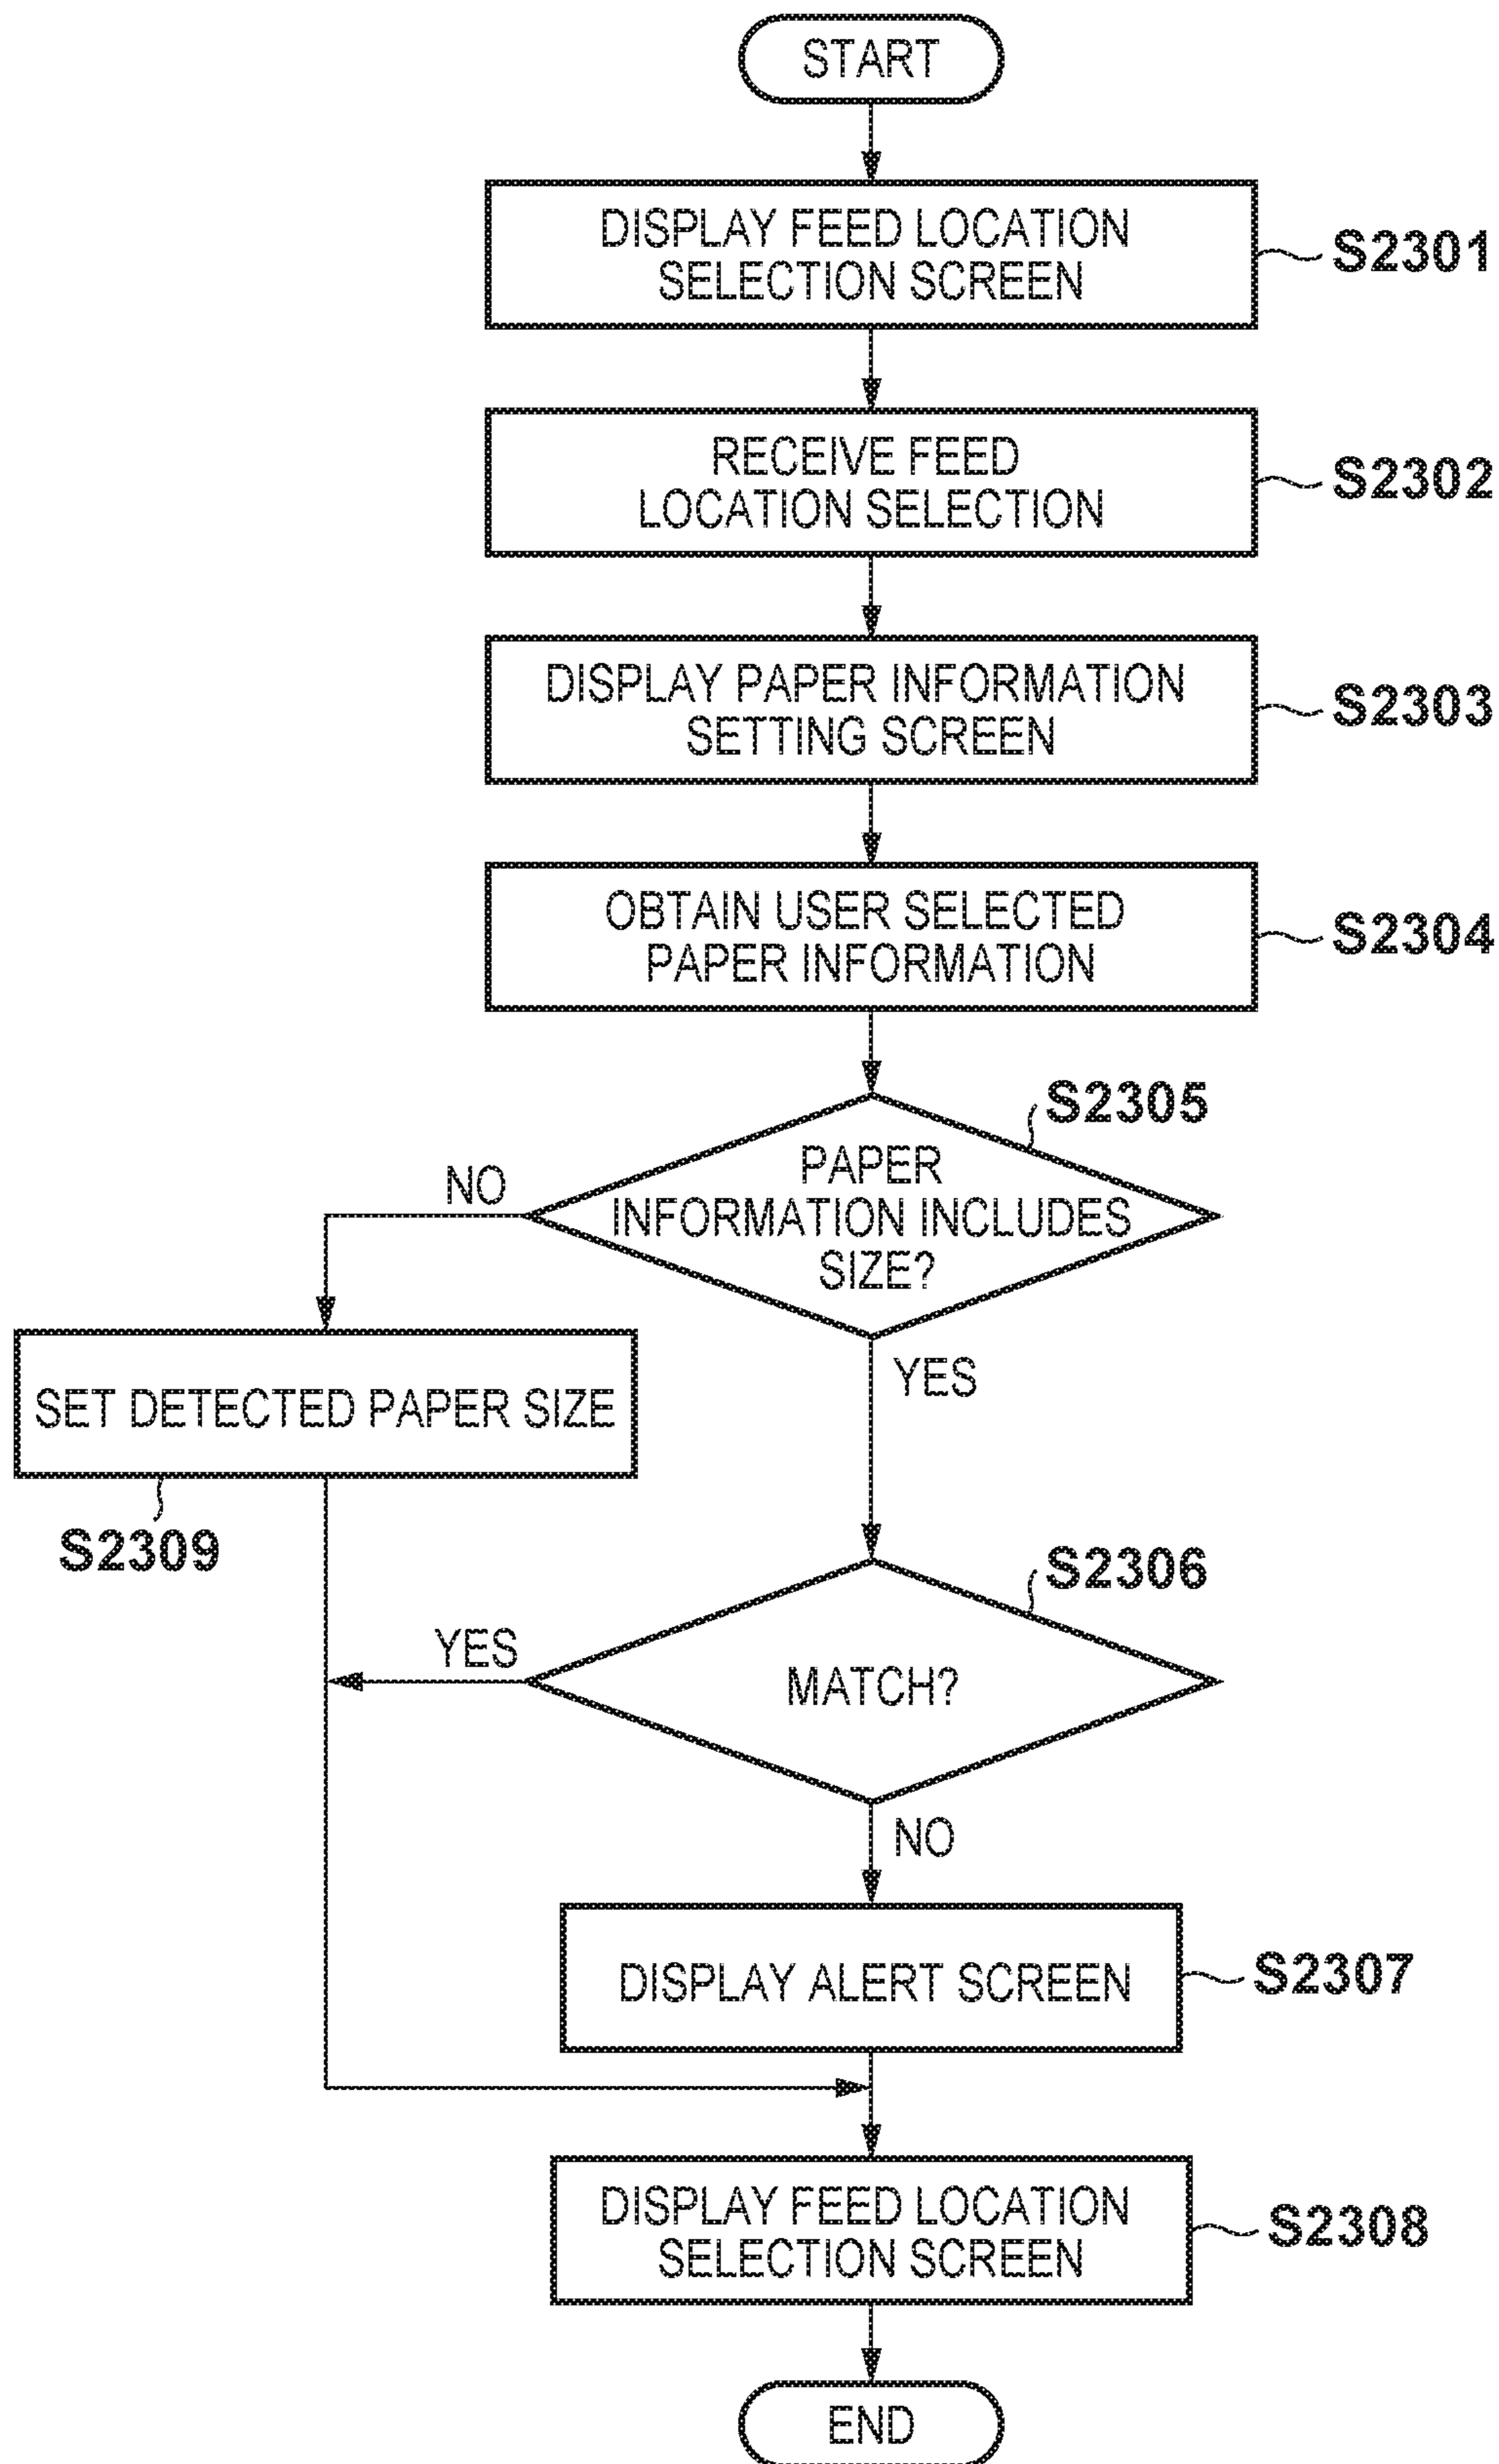 START
DISPLAY FEED LOCATION
SELECTION SCREEN
S2301
RECEIVE FEED
LOCATION SELECTION
S2302
DISPLAY PAPER INFORMATION
SETTING SCREEN
S2303
OBTAIN USER SELECTED
PAPER INFORMATION
S2304
S2305
PAPER
INFORMATION INCLUDES
SIZE?
NO
YES
SET DETECTED PAPER SIZE
S2309
S2306
MATCH?
YES
NO
DISPLAY ALERT SCREEN
S2307
DISPLAY FEED LOCATION
SELECTION SCREEN
S2308
END